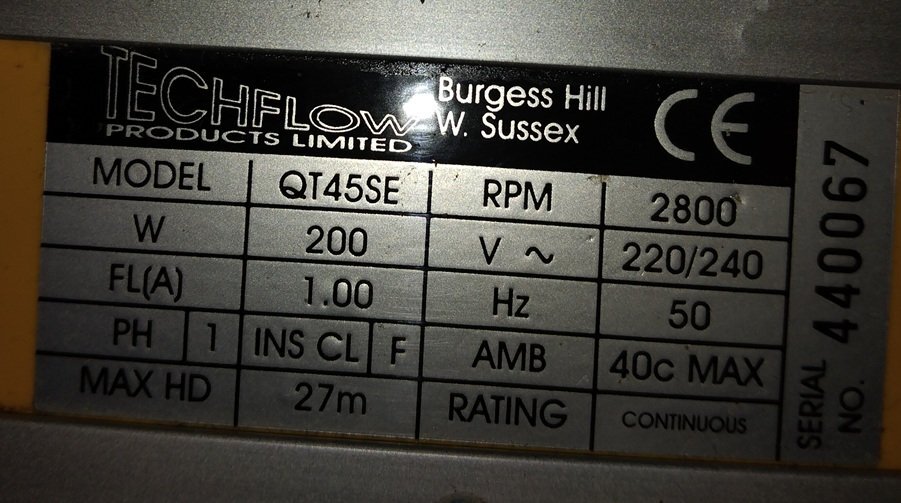 TECHFLOW
PRODUCTS LIMITED
Burgess Hill
W. Sussex
CE
MODEL QT45SE RPM 2800
W 200 V ~ 220/240
FL(A) 1.00 Hz 50
PH 1 INS CL F AMB 40c MAX
MAX HD 27m RATING CONTINUOUS
SERIAL NO. 440067